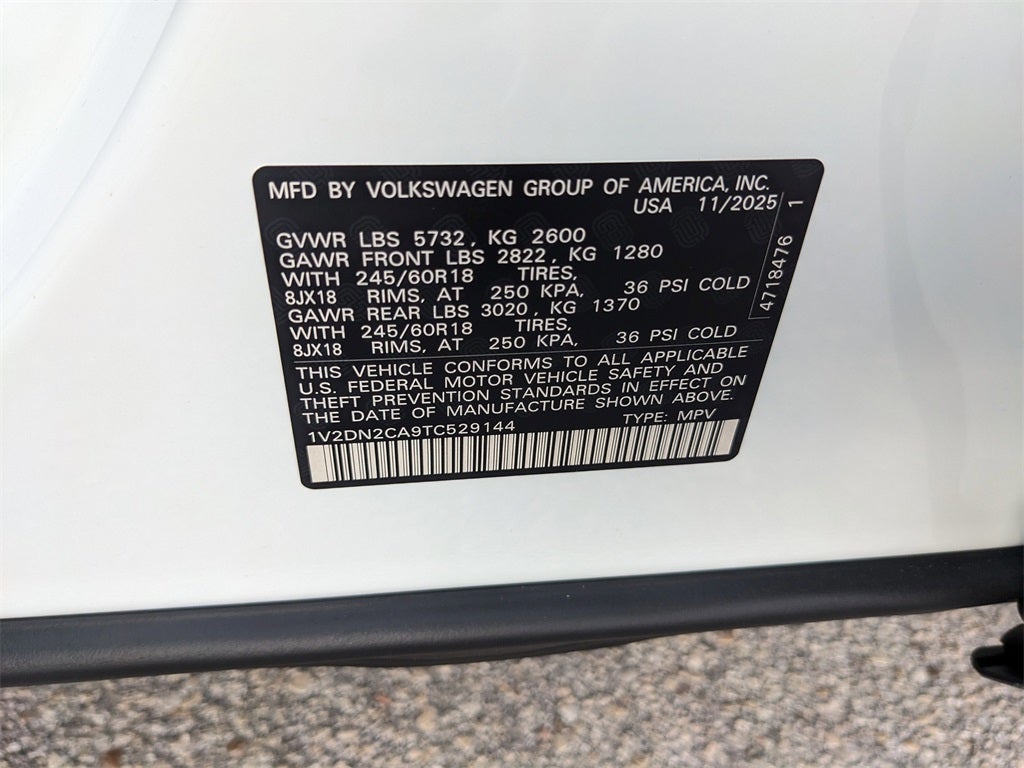 MFD BY VOLKSWAGEN GROUP OF AMERICA, INC.
USA 11/2025
GVWR LBS 5732, KG 2600
GAWR FRONT LBS 2822, KG 1280
WITH 245/60R18 TIRES,
8JX18 RIMS, AT 250 KPA, 36 PSI COLD
GAWR REAR LBS 3020, KG 1370
WITH 245/60R18 TIRES,
8JX18 RIMS, AT 250 KPA, 36 PSI COLD
THIS VEHICLE CONFORMS TO ALL APPLICABLE
U.S. FEDERAL MOTOR VEHICLE SAFETY AND
THEFT PREVENTION STANDARDS IN EFFECT ON
THE DATE OF MANUFACTURE SHOWN ABOVE.
1V2DN2CA9TC529144 TYPE: MPV
4718476 1